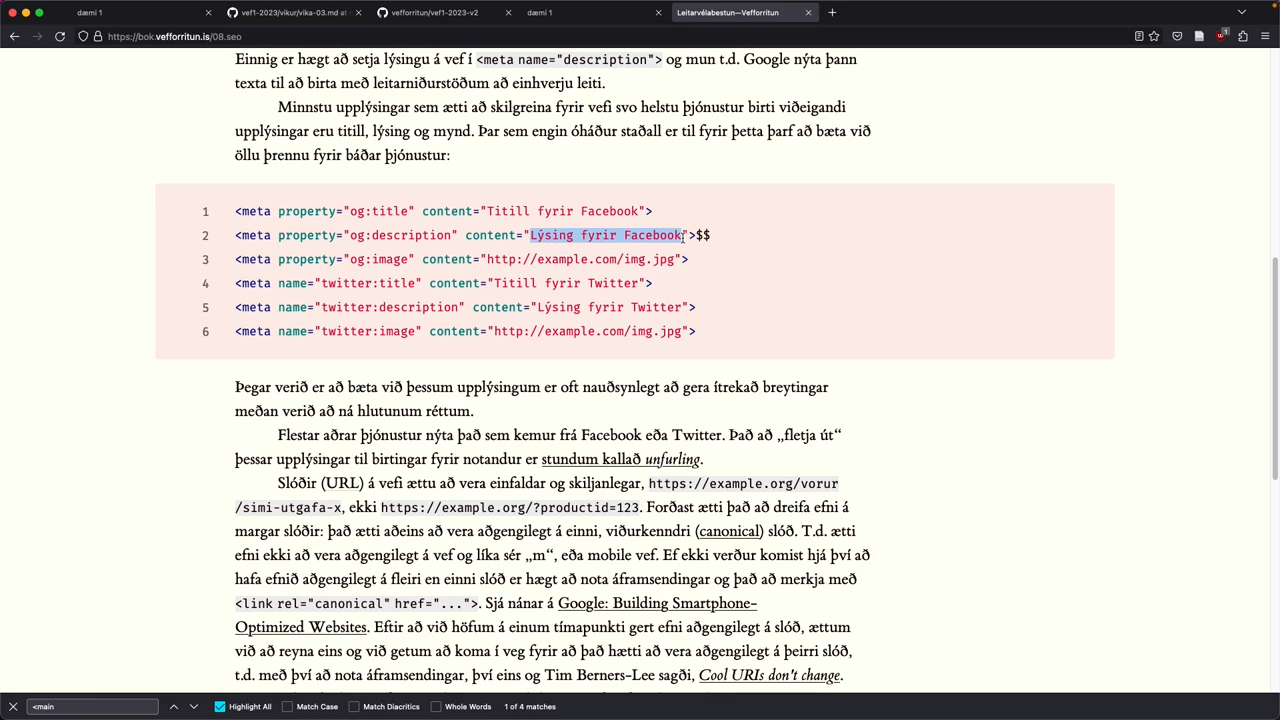 dæmi 1
vef1-2023/vikur/vika-03.md at m
vefforritun/vef1-2023-v2
dæmi 1
Leitarvélabestun—Vefforritun
https://bok.vefforritun.is/08.seo
Einnig er hægt að setja lýsingu á vef í <meta name="description"> og mun t.d. Google nýta þann
texta til að birta með leitarniðurstöðum að einhverju leiti.
Minnstu upplýsingar sem ætti að skilgreina fyrir vefi svo helstu þjónustur birti viðeigandi
upplýsingar eru titill, lýsing og mynd. Þar sem engin óháður staðall er til fyrir þetta þarf að bæta við
öllu þrennu fyrir báðar þjónustur:
1 <meta property="og:title" content="Titill fyrir Facebook">
2 <meta property="og:description" content="Lýsing fyrir Facebook">$$
3 <meta property="og:image" content="http://example.com/img.jpg">
4 <meta name="twitter:title" content="Titill fyrir Twitter">
5 <meta name="twitter:description" content="Lýsing fyrir Twitter">
6 <meta name="twitter:image" content="http://example.com/img.jpg">
Þegar verið er að bæta við þessum upplýsingum er oft nauðsynlegt að gera ítrekað breytingar
meðan verið að ná hlutunum réttum.
Flestar aðrar þjónustur nýta það sem kemur frá Facebook eða Twitter. Það að „fletja út“
þessar upplýsingar til birtingar fyrir notandur er stundum kallað unfurling.
Slóðir (URL) á vefi ættu að vera einfaldar og skiljanlegar, https://example.org/vorur
/simi-utgafa-x, ekki https://example.org/?productid=123. Forðast ætti það að dreifa efni á
margar slóðir: það ætti aðeins að vera aðgengilegt á einni, viðurkenndri (canonical) slóð. T.d. ætti
efni ekki að vera aðgengilegt á vef og líka sér „m“, eða mobile vef. Ef ekki verður komist hjá því að
hafa efnið aðgengilegt á fleiri en einni slóð er hægt að nota áframsendingar og það að merkja með
<link rel="canonical" href="...">. Sjá nánar á Google: Building Smartphone-
Optimized Websites. Eftir að við höfum á einum tímapunkti gert efni aðgengilegt á slóð, ættum
við að reyna eins og við getum að koma í veg fyrir að það hætti að vera aðgengilegt á þeirri slóð,
t.d. með því að nota áframsendingar, því eins og Tim Berners-Lee sagði, Cool URIs don't change.
<main
Highlight All
Match Case
Match Diacritics
Whole Words
1 of 4 matches